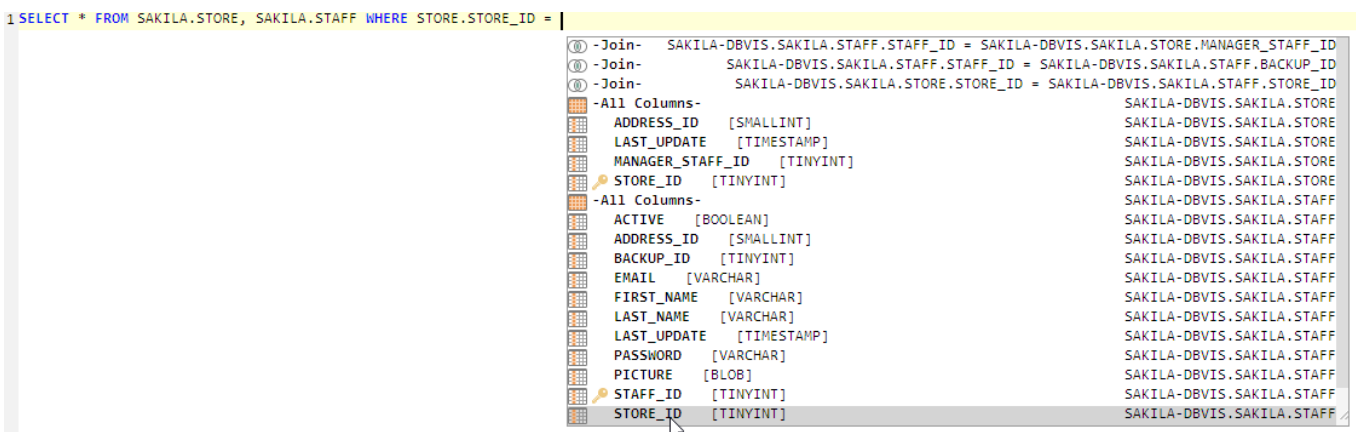 1 SELECT * FROM SAKILA.STORE, SAKILA.STAFF WHERE STORE.STORE_ID =
-Join- SAKILA-DBVIS.SAKILA.STAFF.STAFF_ID = SAKILA-DBVIS.SAKILA.STORE.MANAGER_STAFF_ID
-Join- SAKILA-DBVIS.SAKILA.STAFF.STAFF_ID = SAKILA-DBVIS.SAKILA.STAFF.BACKUP_ID
-Join- SAKILA-DBVIS.SAKILA.STORE.STORE_ID = SAKILA-DBVIS.SAKILA.STAFF.STORE_ID
-All Columns- SAKILA-DBVIS.SAKILA.STORE
ADDRESS_ID [SMALLINT] SAKILA-DBVIS.SAKILA.STORE
LAST_UPDATE [TIMESTAMP] SAKILA-DBVIS.SAKILA.STORE
MANAGER_STAFF_ID [TINYINT] SAKILA-DBVIS.SAKILA.STORE
STORE_ID [TINYINT] SAKILA-DBVIS.SAKILA.STORE
-All Columns- SAKILA-DBVIS.SAKILA.STAFF
ACTIVE [BOOLEAN] SAKILA-DBVIS.SAKILA.STAFF
ADDRESS_ID [SMALLINT] SAKILA-DBVIS.SAKILA.STAFF
BACKUP_ID [TINYINT] SAKILA-DBVIS.SAKILA.STAFF
EMAIL [VARCHAR] SAKILA-DBVIS.SAKILA.STAFF
FIRST_NAME [VARCHAR] SAKILA-DBVIS.SAKILA.STAFF
LAST_NAME [VARCHAR] SAKILA-DBVIS.SAKILA.STAFF
LAST_UPDATE [TIMESTAMP] SAKILA-DBVIS.SAKILA.STAFF
PASSWORD [VARCHAR] SAKILA-DBVIS.SAKILA.STAFF
PICTURE [BLOB] SAKILA-DBVIS.SAKILA.STAFF
STAFF_ID [TINYINT] SAKILA-DBVIS.SAKILA.STAFF
STORE_ID [TINYINT] SAKILA-DBVIS.SAKILA.STAFF